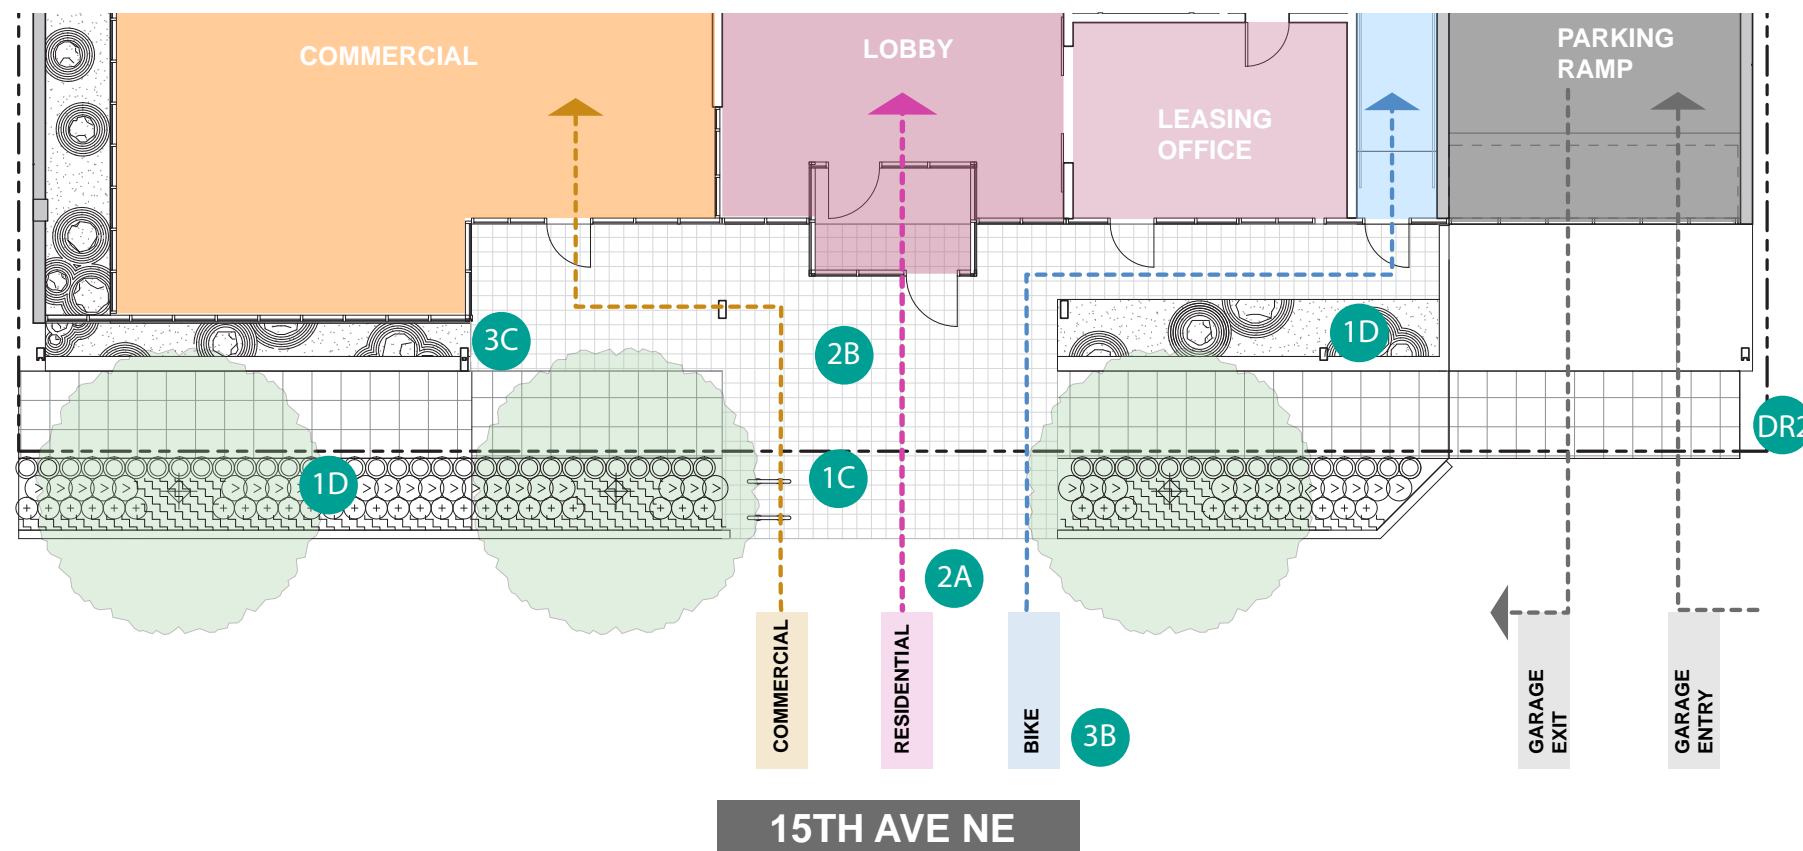 COMMERCIAL
LOBBY
PARKING
RAMP
LEASING
OFFICE
3C
2B
1D
DR2
1D
1C
2A
COMMERCIAL
RESIDENTIAL
BIKE
3B
GARAGE
EXIT
GARAGE
ENTRY
15TH AVE NE